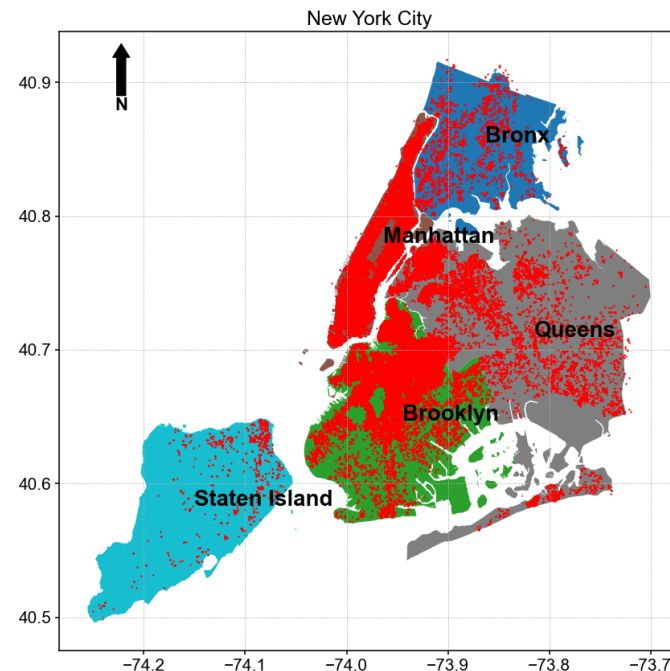 New York City
N
40.9
40.8
40.7
40.6
40.5
Bronx
Manhattan
Queens
Brooklyn
Staten Island
−74.2
−74.1
−74.0
−73.9
−73.8
−73.7